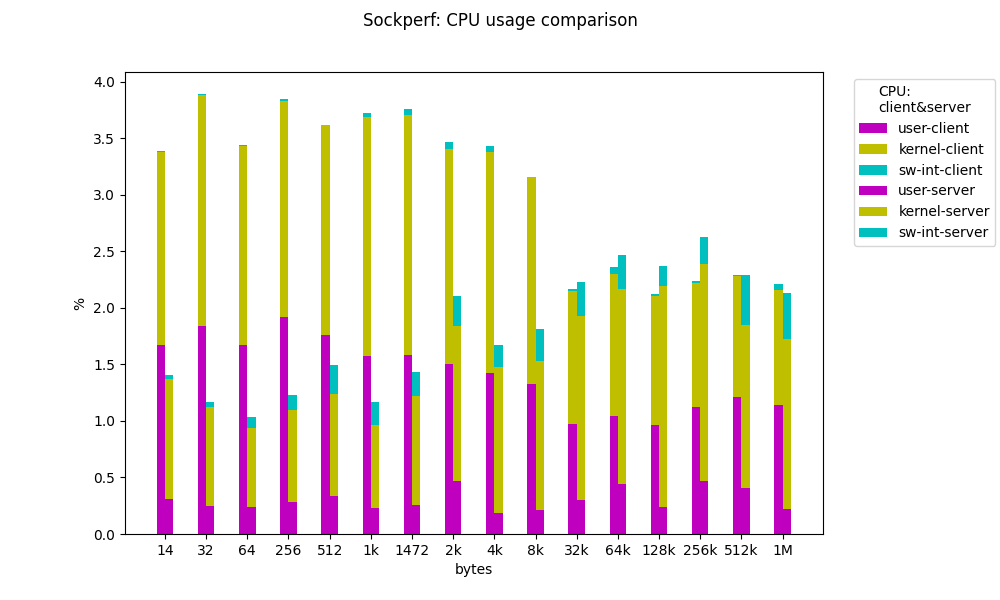 Sockperf: CPU usage comparison
4.0
3.5
3.0
2.5
2.0
1.5
1.0
0.5
0.0
%
14 32 64 256 512 1k 1472 2k 4k 8k 32k 64k 128k 256k 512k 1M
bytes
CPU:
client&server
user-client
kernel-client
sw-int-client
user-server
kernel-server
sw-int-server